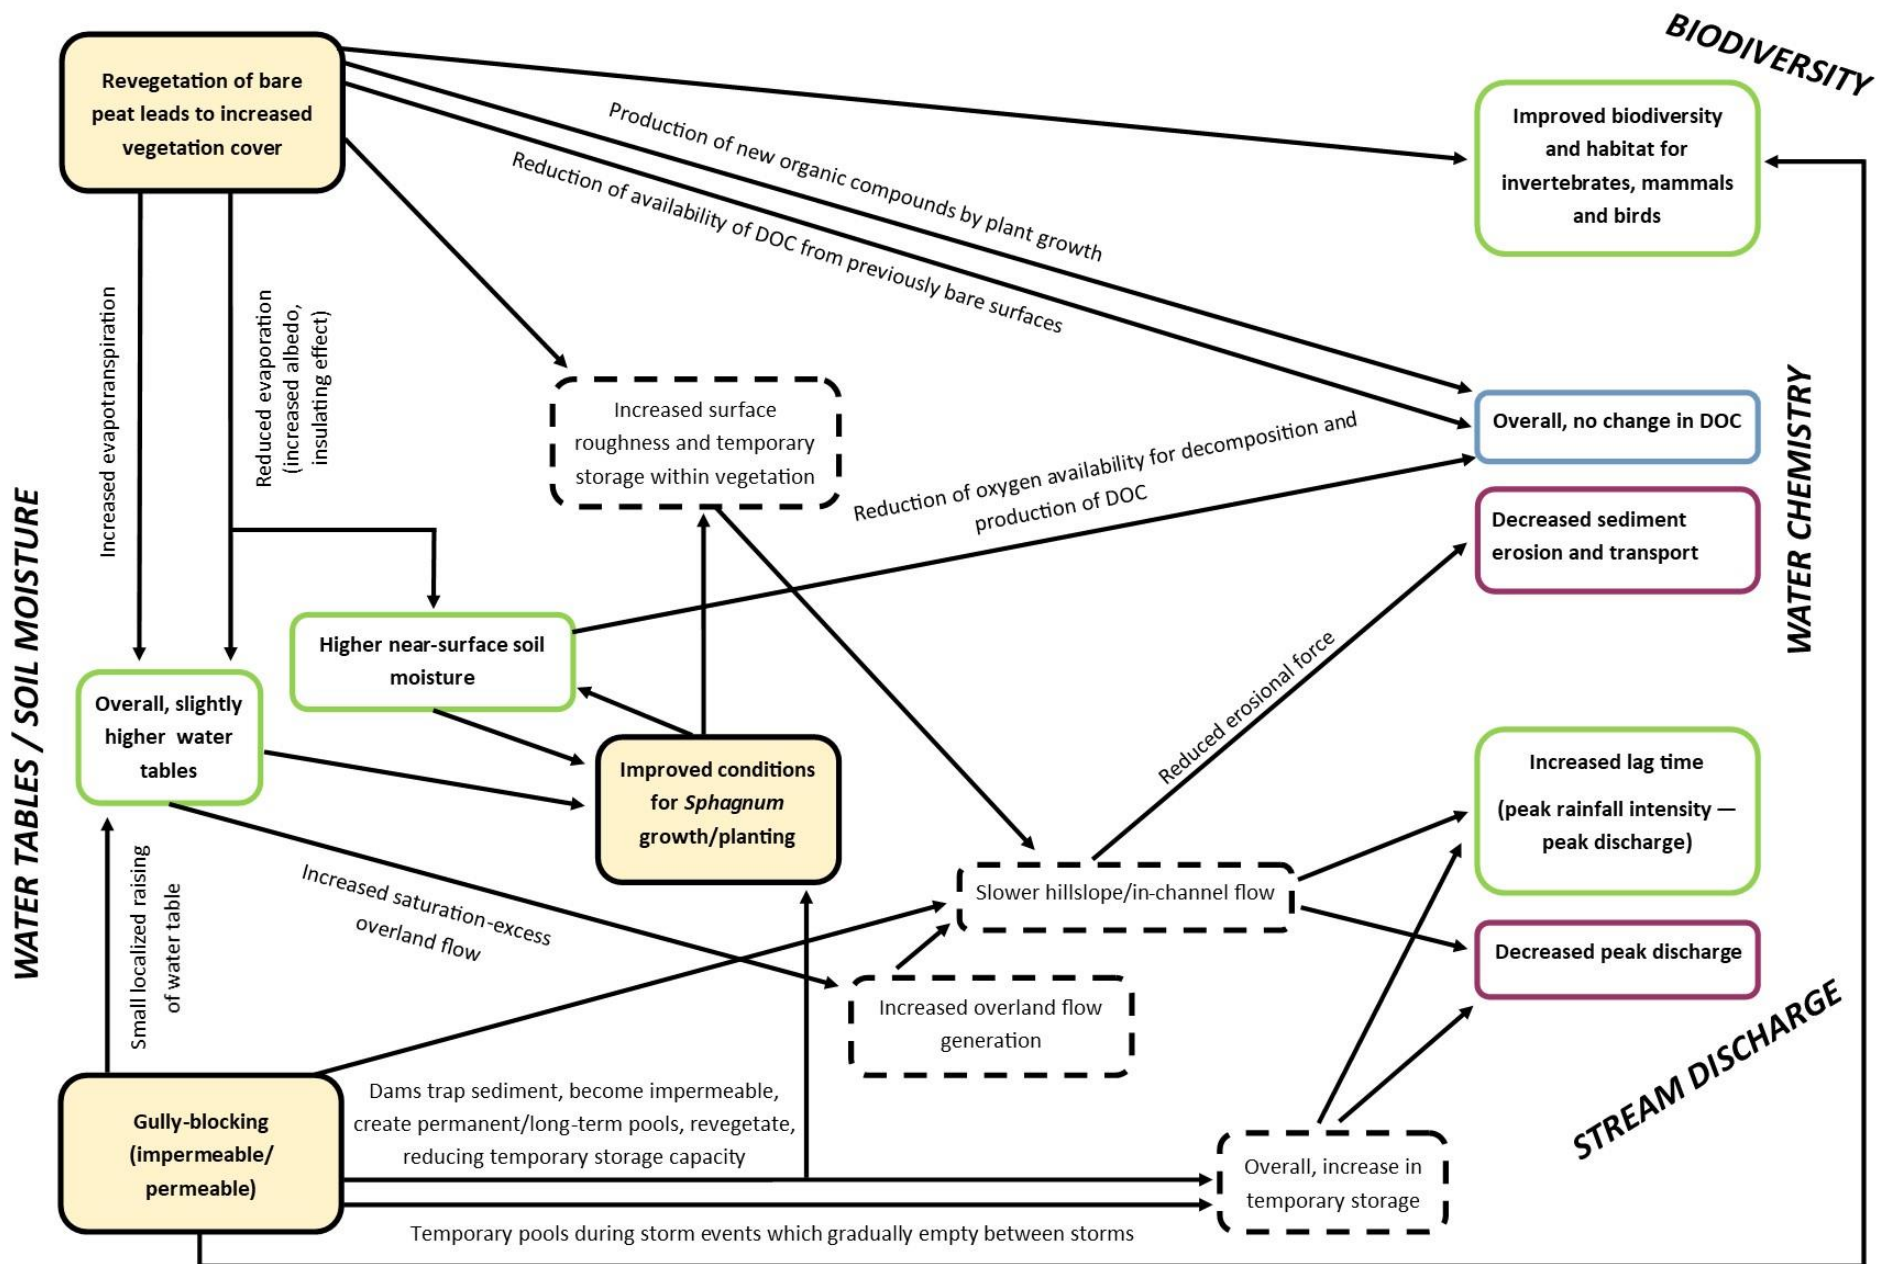 BIODIVERSITY
Revegetation of bare
peat leads to increased
vegetation cover
Improved biodiversity
and habitat for
invertebrates, mammals
and birds
Production of new organic compounds by plant growth
Reduction of availability of DOC from previously bare surfaces
Increased evapotranspiration
Reduced evaporation
(increased albedo,
insulating effect)
Increased surface
roughness and temporary
storage within vegetation
Overall, no change in DOC
Reduction of oxygen availability for decomposition and
production of DOC
Decreased sediment
erosion and transport
WATER CHEMISTRY
WATER TABLES / SOIL MOISTURE
Higher near-surface soil
moisture
Overall, slightly
higher water
tables
Improved conditions
for Sphagnum
growth/planting
Reduced erosional force
Increased lag time
(peak rainfall intensity —
peak discharge)
Small localized raising
of water table
Increased saturation-excess
overland flow
Slower hillslope/in-channel flow
Decreased peak discharge
Increased overland flow
generation
STREAM DISCHARGE
Gully-blocking
(impermeable/
permeable)
Dams trap sediment, become impermeable,
create permanent/long-term pools, revegetate,
reducing temporary storage capacity
Overall, increase in
temporary storage
Temporary pools during storm events which gradually empty between storms